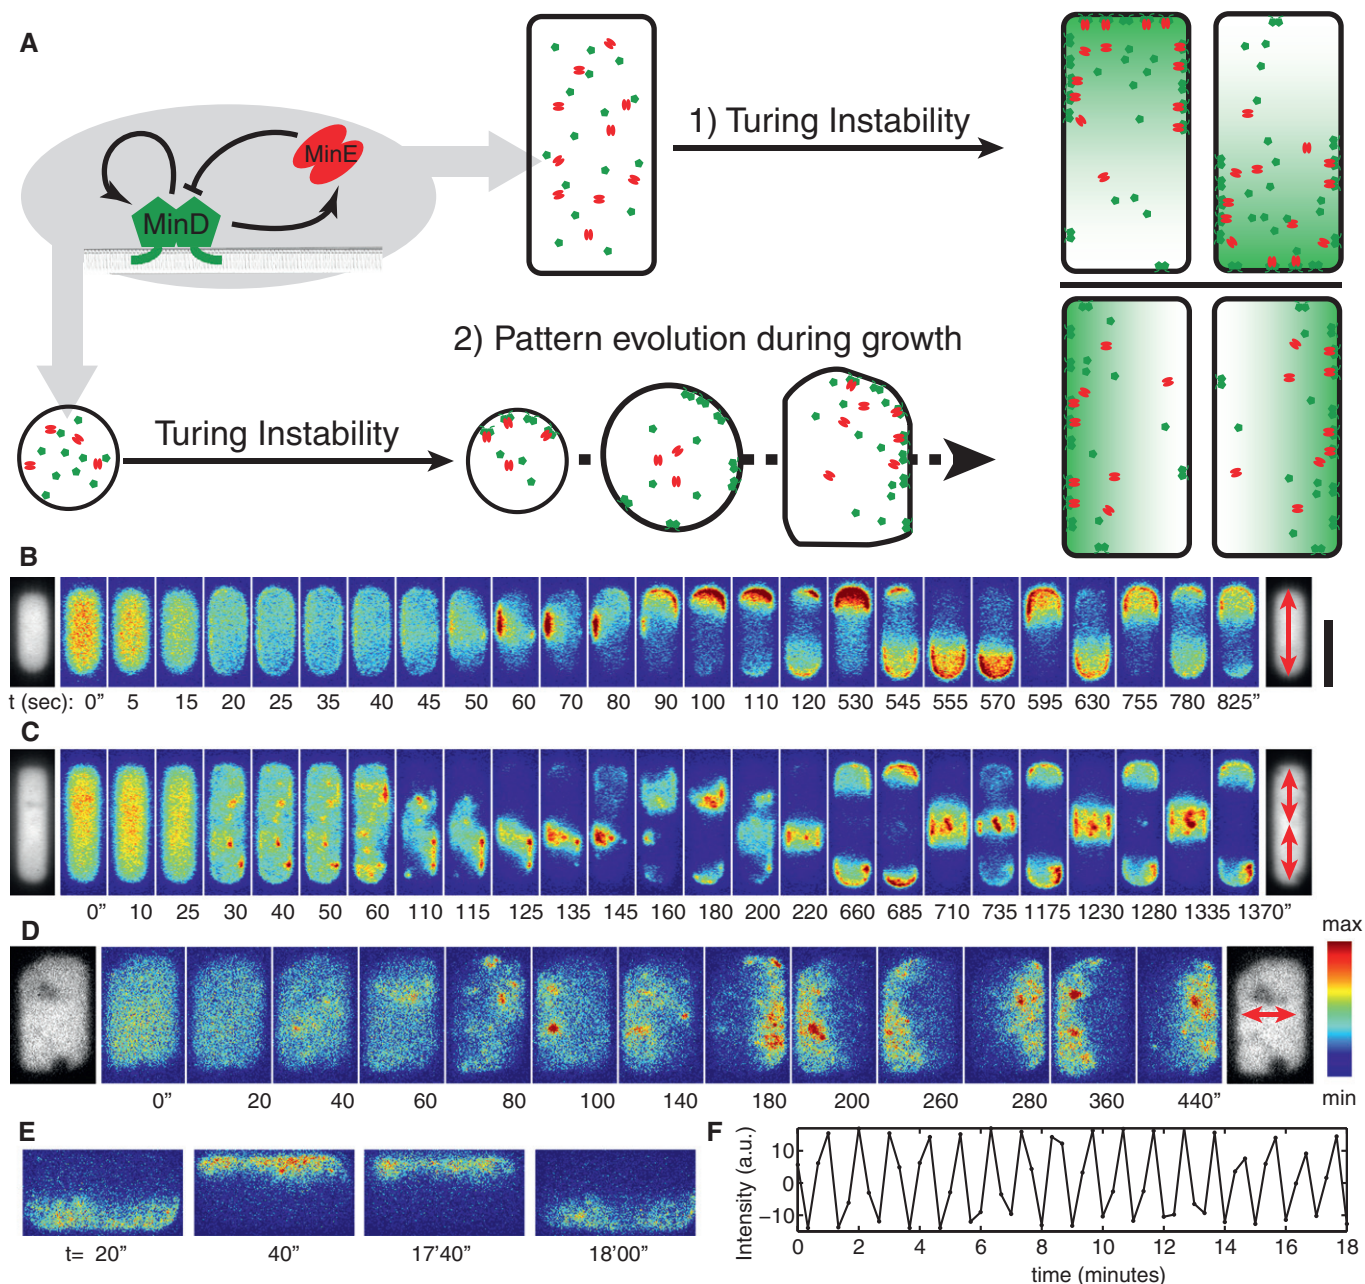 A
MinE
MinD
1) Turing Instability
2) Pattern evolution during growth
Turing Instability
B
t (sec): 0" 5 15 20 25 35 40 45 50 60 70 80 90 100 110 120 530 545 555 570 595 630 755 780 825"
C
0" 10 25 30 40 50 60 110 115 125 135 145 160 180 200 220 660 685 710 735 1175 1230 1280 1335 1370"
D
max
min
0" 20 40 60 80 100 140 180 200 260 280 360 440"
E
t= 20" 40" 17'40" 18'00"
F
Intensity (a.u.)
10
0
−10
0 2 4 6 8 10 12 14 16 18
time (minutes)